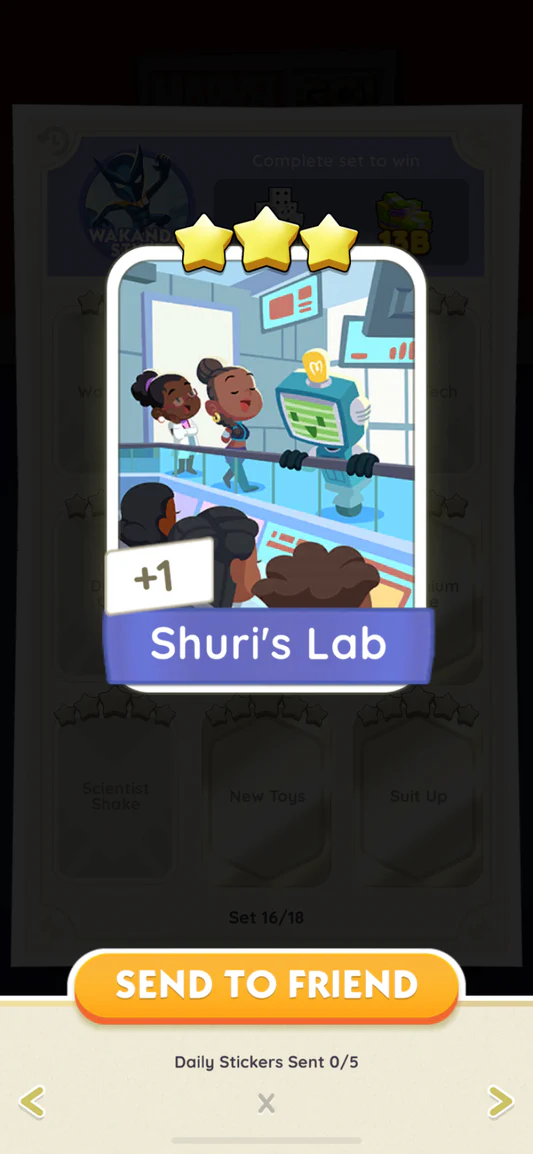 Complete set to win
WAKANDA
13B
+1
Shuri's Lab
Scientist
Shake
New Toys
Suit Up
Set 16/18
SEND TO FRIEND
Daily Stickers Sent 0/5
X